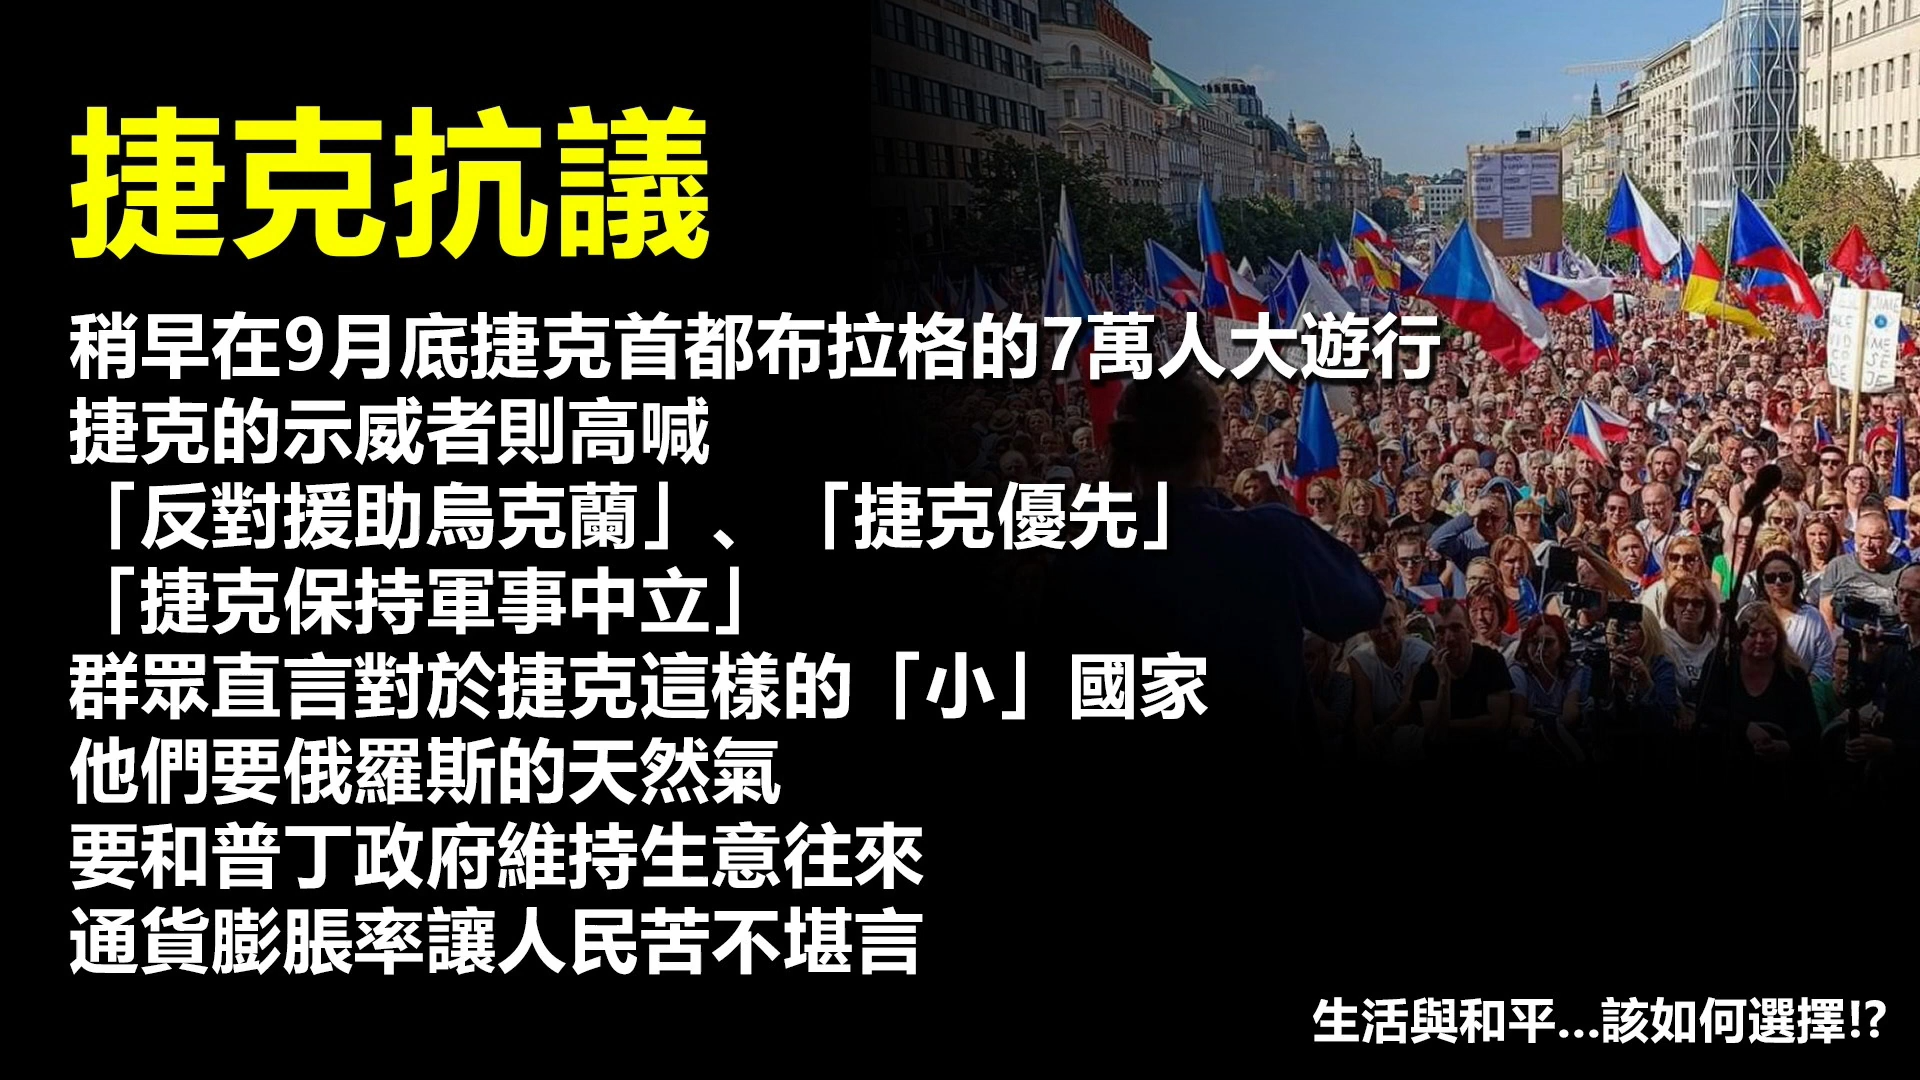 捷克抗議
稍早在9月底捷克首都布拉格的7萬人大遊行
捷克的示威者則高喊
「反對援助烏克蘭」、「捷克優先」
「捷克保持軍事中立」
群眾直言對於捷克這樣的「小」國家
他們要俄羅斯的天然氣
要和普丁政府維持生意往來
通貨膨脹率讓人民苦不堪言
生活與和平...該如何選擇!?